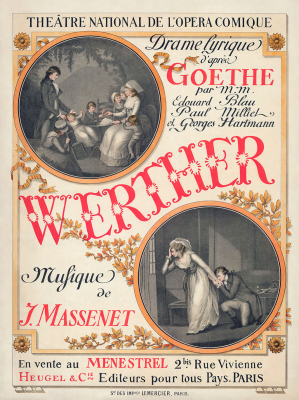 THEÂTRE NATIONAL DE L'OPERA COMIQUE
Drame lyrique
d'après
GOETHE
par M.M.
Edouard Blau
Paul Milliet
et Georges Hartmann
WERTHER
Musique
de
J. MASSENET
En vente au MENESTREL 2bis Rue Vivienne
HEUGEL & Cie Editeurs pour tous Pays. PARIS
Sté DES IMPies LEMERCIER, PARIS.